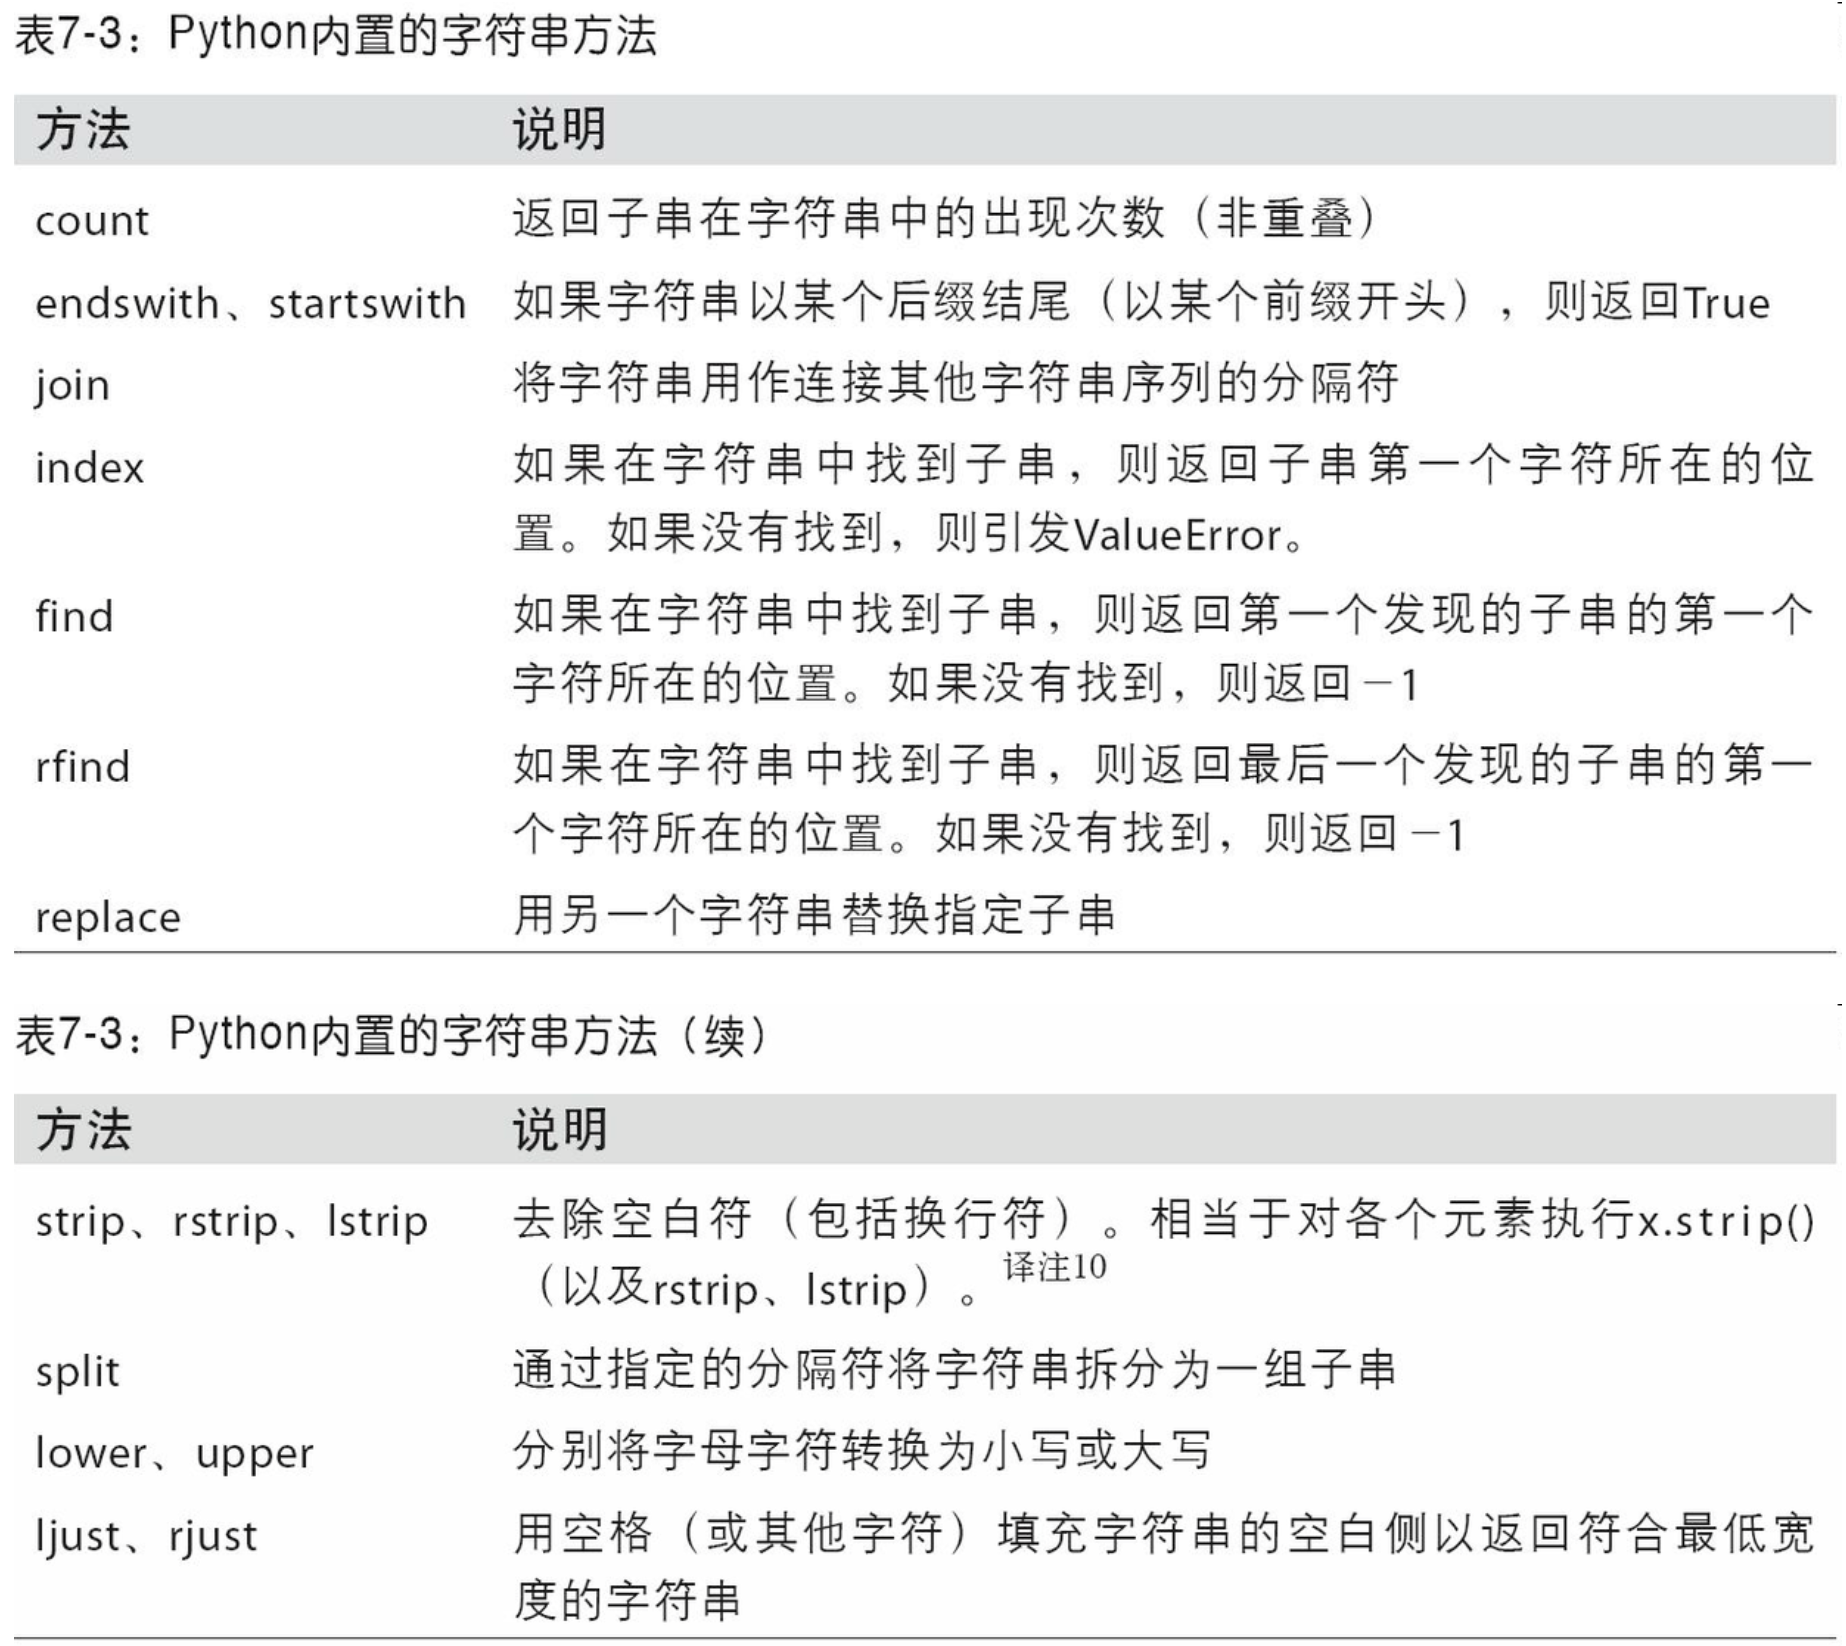 表7-3：Python内置的字符串方法
方法 说明
count 返回子串在字符串中的出现次数（非重叠）
endswith、startswith 如果字符串以某个后缀结尾（以某个前缀开头），则返回True
join 将字符串用作连接其他字符串序列的分隔符
index 如果在字符串中找到子串，则返回子串第一个字符所在的位
置。如果没有找到，则引发ValueError。
find 如果在字符串中找到子串，则返回第一个发现的子串的第一个
字符所在的位置。如果没有找到，则返回－1
rfind 如果在字符串中找到子串，则返回最后一个发现的子串的第一
个字符所在的位置。如果没有找到，则返回－1
replace 用另一个字符串替换指定子串
表7-3：Python内置的字符串方法（续）
方法 说明
strip、rstrip、lstrip 去除空白符（包括换行符）。相当于对各个元素执行x.strip()
（以及rstrip、lstrip）。译注10
split 通过指定的分隔符将字符串拆分为一组子串
lower、upper 分别将字母字符转换为小写或大写
ljust、rjust 用空格（或其他字符）填充字符串的空白侧以返回符合最低宽
度的字符串